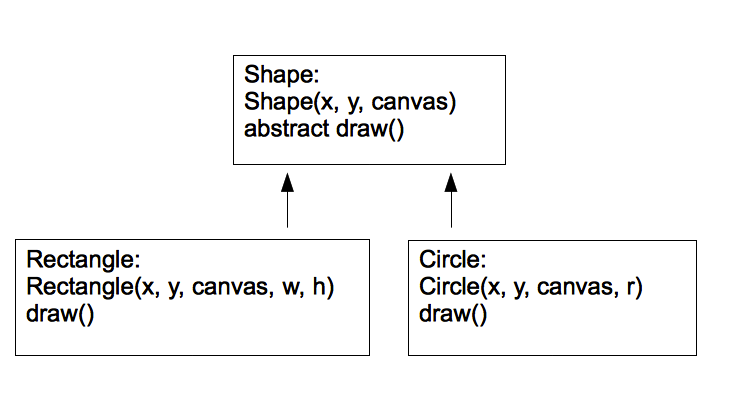 Shape:
Shape(x, y, canvas)
abstract draw()
Rectangle:
Rectangle(x, y, canvas, w, h)
draw()
Circle:
Circle(x, y, canvas, r)
draw()